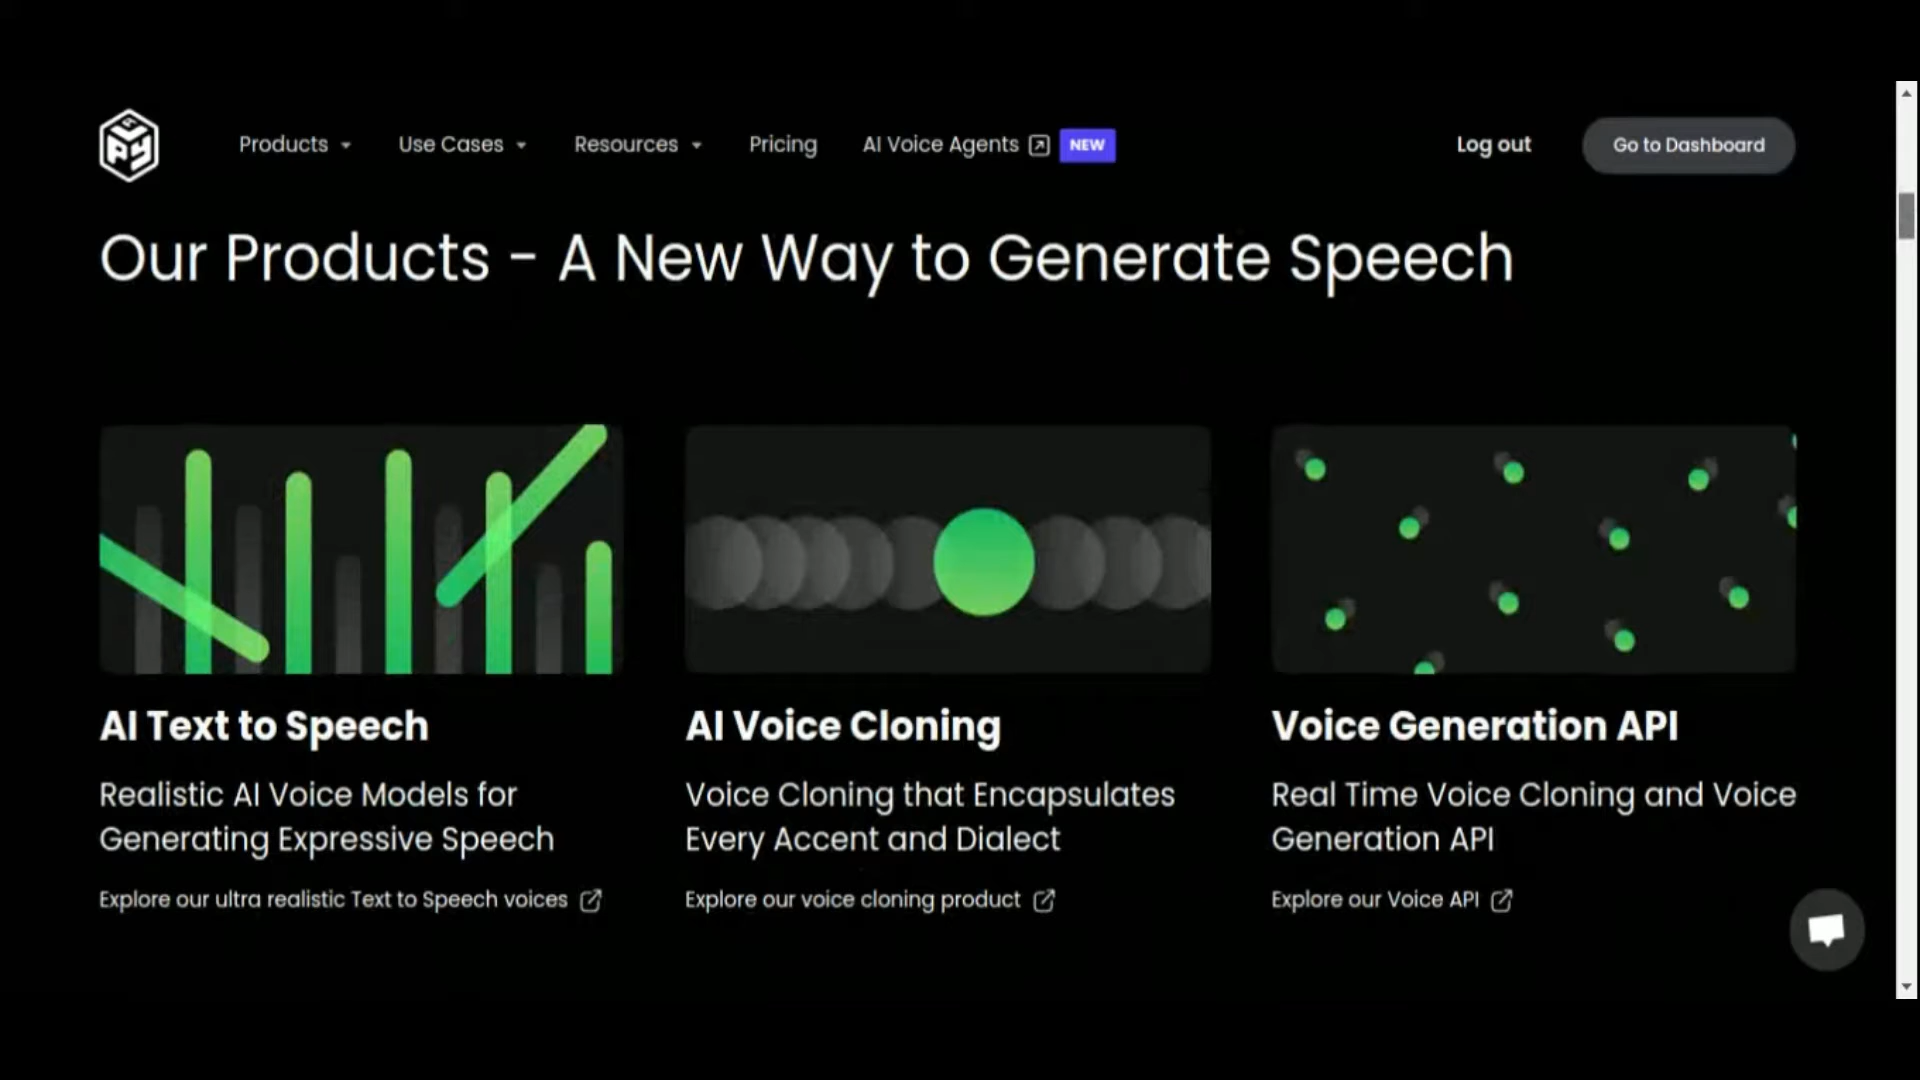 Products
Use Cases
Resources
Pricing
AI Voice Agents
NEW
Log out
Go to Dashboard
Our Products - A New Way to Generate Speech
AI Text to Speech
Realistic AI Voice Models for
Generating Expressive Speech
Explore our ultra realistic Text to Speech voices
AI Voice Cloning
Voice Cloning that Encapsulates
Every Accent and Dialect
Explore our voice cloning product
Voice Generation API
Real Time Voice Cloning and Voice
Generation API
Explore our Voice API